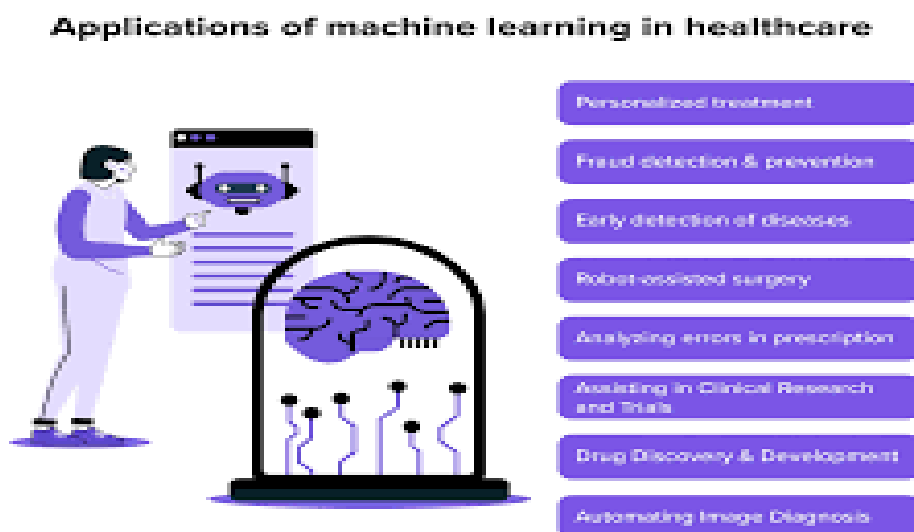 Applications of machine learning in healthcare
Personalized treatment
Fraud detection & prevention
Early detection of diseases
Robot-assisted surgery
Analyzing errors in prescription
Assisting in Clinical Research
and Trials
Drug Discovery & Development
Automating Image Diagnosis